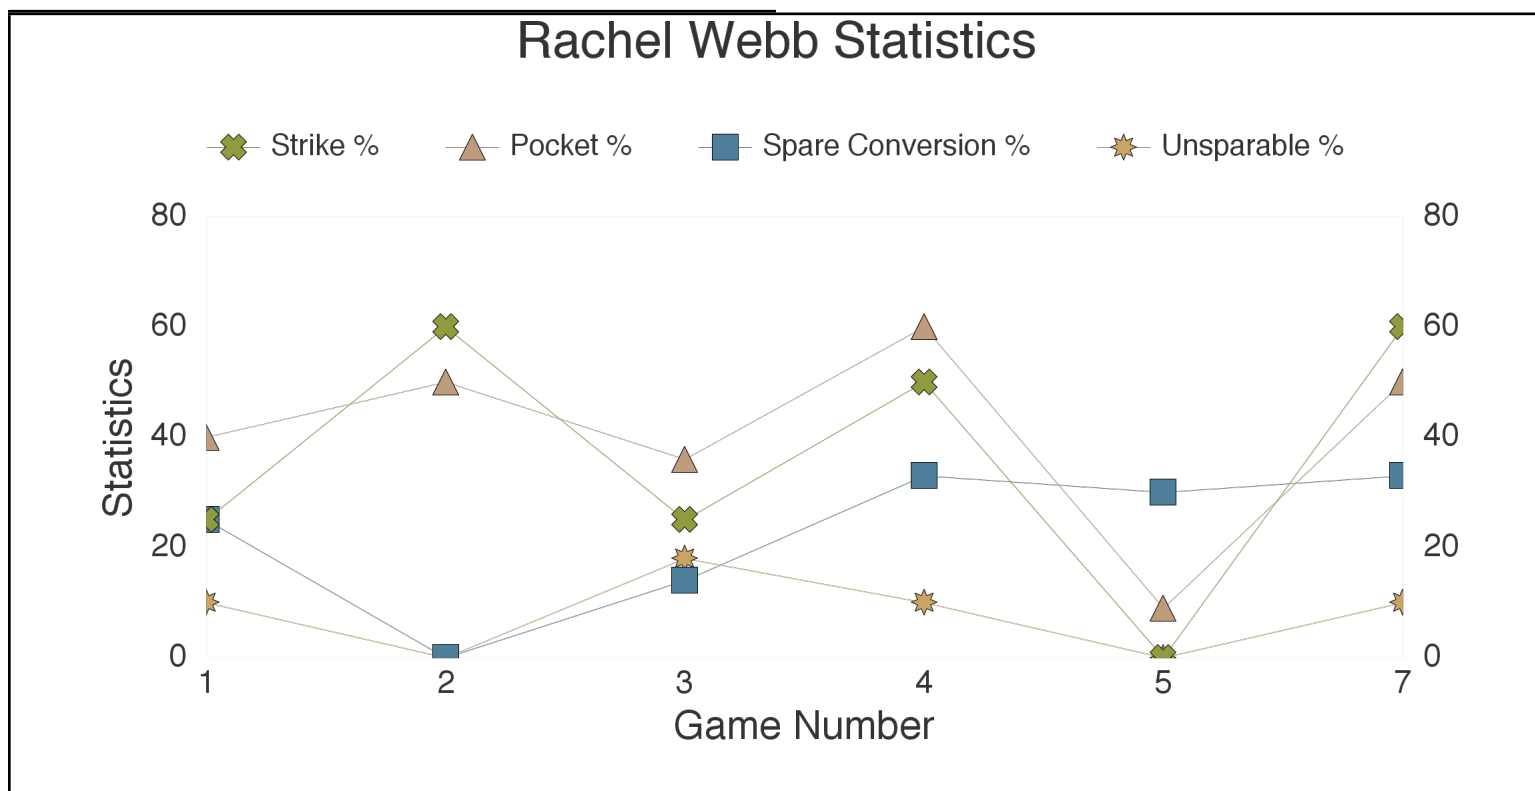 Rachel Webb Statistics
Strike % Pocket % Spare Conversion % Unsparable %
80 80
60 60
Statistics
40 40
20 20
0 0
1 2 3 4 5 7
Game Number